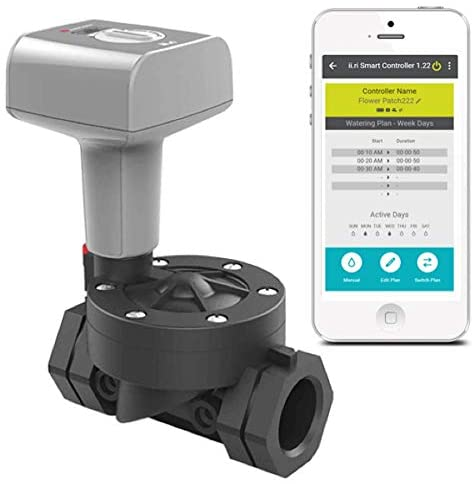 ii.ri Smart Controller 1.22
Controller Name
Flower Patch222
Watering Plan - Week Days
Start Duration
00:10 AM 00:00:50
00:20 AM 00:00:50
00:30 AM 00:00:40
- -
- -
- -
Active Days
SUN MON TUE WED THU FRI SAT
Manual Edit Plan Switch Plan